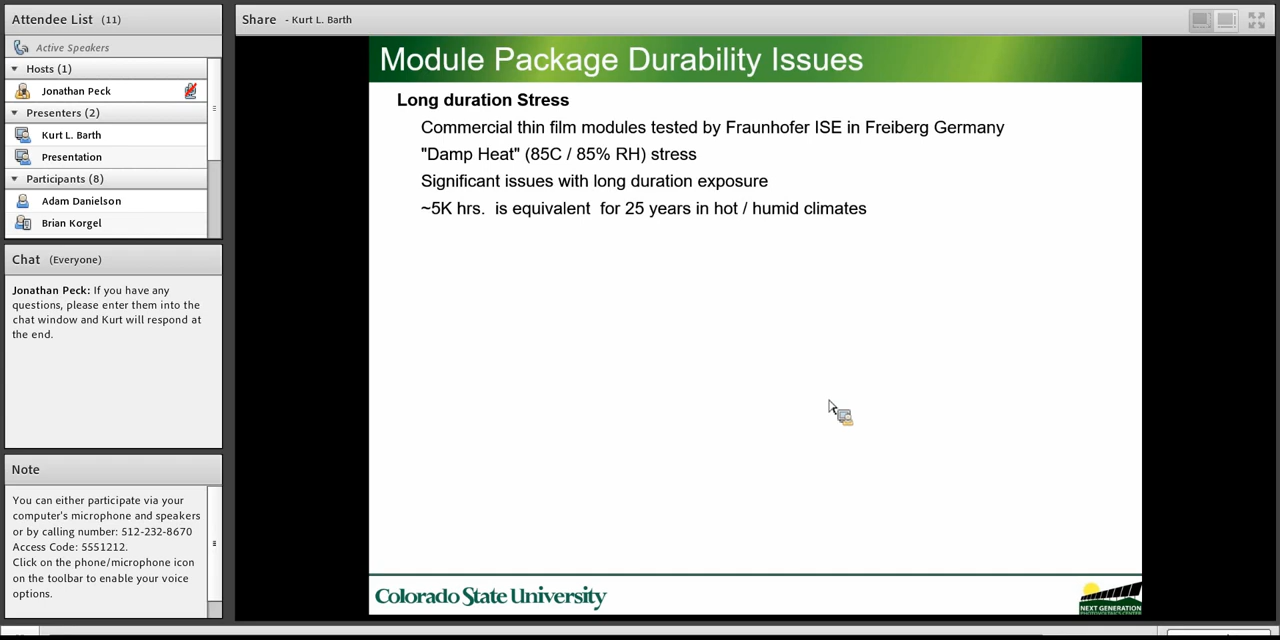 Attendee List (11)
Active Speakers
Hosts (1)
Jonathan Peck
Presenters (2)
Kurt L. Barth
Presentation
Participants (8)
Adam Danielson
Brian Korgel
Chat (Everyone)
Jonathan Peck: If you have any
questions, please enter them into the
chat window and Kurt will respond at
the end.
Note
You can either participate via your
computer's microphone and speakers
or by calling number: 512-232-8670
Access Code: 5551212.
Click on the phone/microphone icon
on the toolbar to enable your voice
options.
Share - Kurt L. Barth
Module Package Durability Issues
Long duration Stress
Commercial thin film modules tested by Fraunhofer ISE in Freiberg Germany
"Damp Heat" (85C / 85% RH) stress
Significant issues with long duration exposure
~5K hrs. is equivalent for 25 years in hot / humid climates
Colorado State University
NEXT GENERATION
PHOTOVOLTAICS CENTER